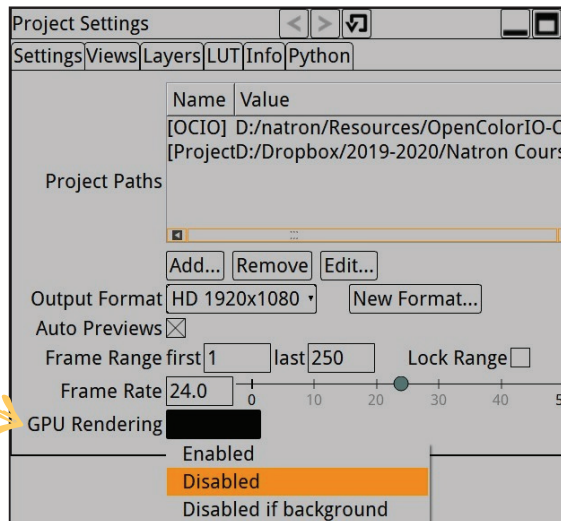 Project Settings
Settings Views Layers LUT Info Python
Name Value
[OCIO] D:/natron/Resources/OpenColorIO-C
[ProjectD:/Dropbox/2019-2020/Natron Cours
Project Paths
Add... Remove Edit...
Output Format HD 1920x1080 New Format...
Auto Previews
Frame Range first 1 last 250 Lock Range
Frame Rate 24.0 0 10 20 30 40 5
GPU Rendering
Enabled
Disabled
Disabled if background